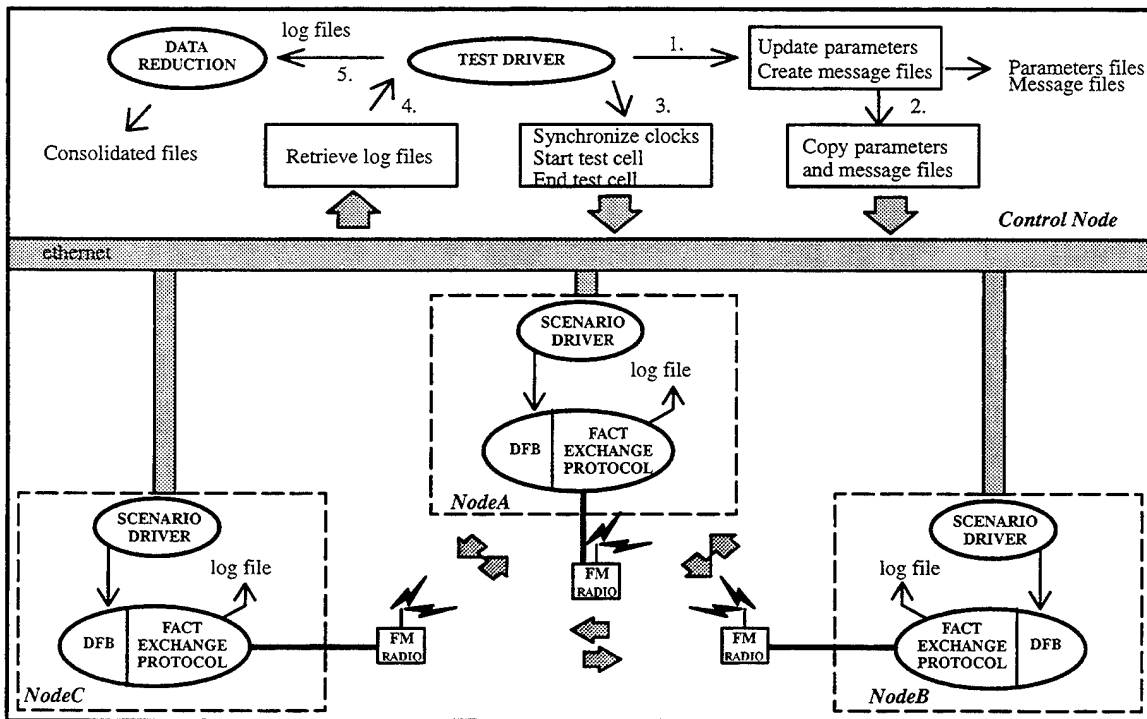 log files
DATA
REDUCTION
5.
TEST DRIVER
1.
Update parameters
Create message files
Parameters files
Message files
4.
3.
2.
Consolidated files
Retrieve log files
Synchronize clocks
Start test cell
End test cell
Copy parameters
and message files
Control Node
ethernet
SCENARIO
DRIVER
log file
DFB
FACT
EXCHANGE
PROTOCOL
NodeA
FM
RADIO
SCENARIO
DRIVER
log file
DFB
FACT
EXCHANGE
PROTOCOL
NodeC
FM
RADIO
SCENARIO
DRIVER
log file
FACT
EXCHANGE
PROTOCOL
DFB
NodeB
FM
RADIO